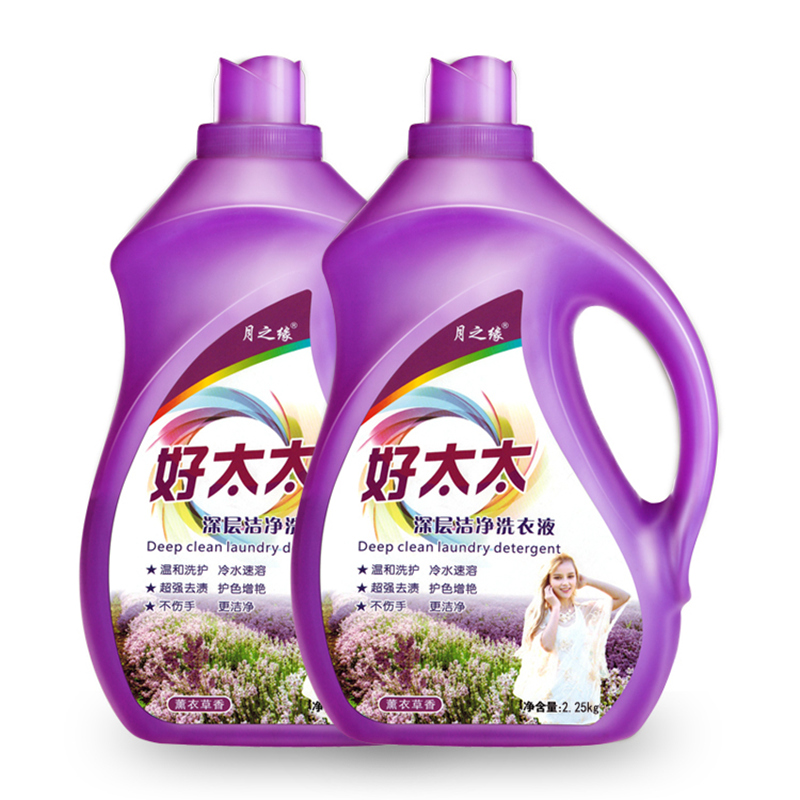 月之缘®
好太太
深层洁净洗
Deep clean laundry d
★温和洗护 冷水速溶
★超强去渍 护色增艳
★不伤手 更洁净
薰衣草香
净
月之缘®
好太太
深层洁净洗衣液
Deep clean laundry detergent
★温和洗护 冷水速溶
★超强去渍 护色增艳
★不伤手 更洁净
薰衣草香
净含量:2.25kg